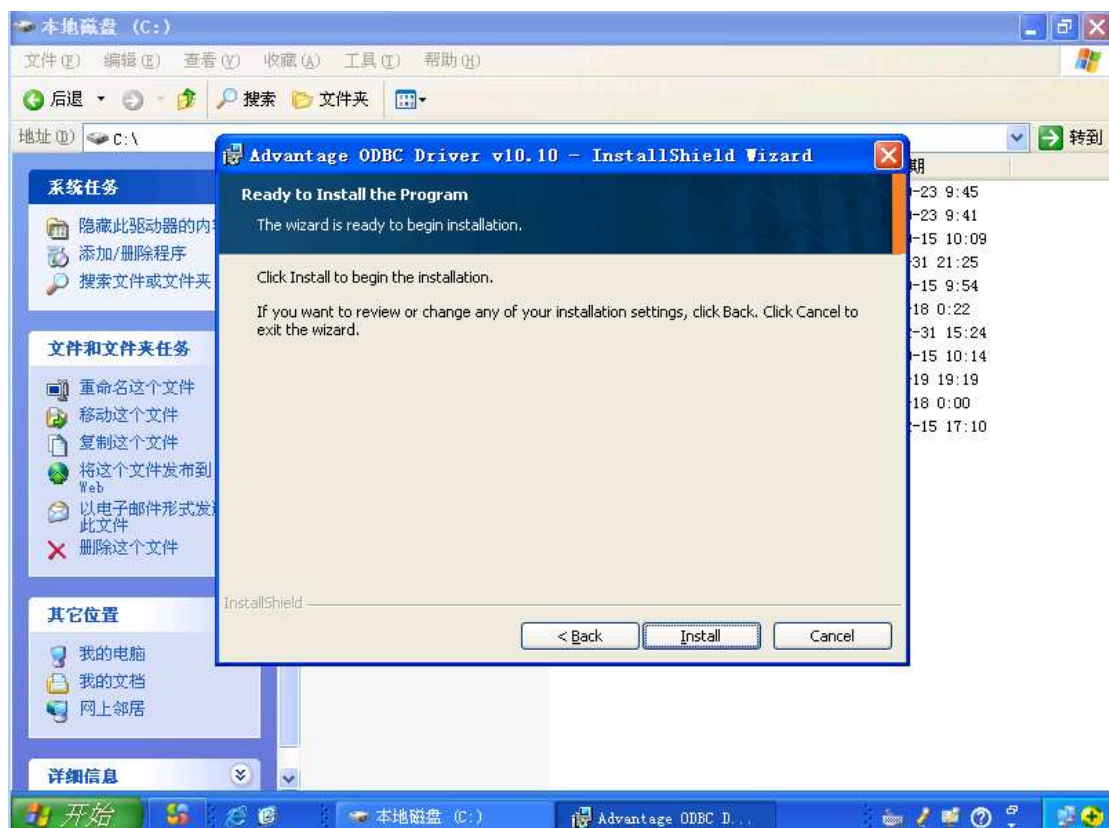 本地磁盘 (C:)
文件(F) 编辑(E) 查看(V) 收藏(A) 工具(T) 帮助(H)
后退 搜索 文件夹
地址(D) C:\ 转到
Advantage ODBC Driver v10.10 - InstallShield Wizard
期
Ready to Install the Program
The wizard is ready to begin installation.
Click Install to begin the installation.
If you want to review or change any of your installation settings, click Back. Click Cancel to
exit the wizard.
InstallShield
< Back Install Cancel
系统任务
隐藏此驱动器的内
添加/删除程序
搜索文件或文件夹
文件和文件夹任务
重命名这个文件
移动这个文件
复制这个文件
将这个文件发布到
Web
以电子邮件形式发
此文件
删除这个文件
其它位置
我的电脑
我的文档
网上邻居
详细信息
-23 9:45
-23 9:41
-15 10:09
-31 21:25
-15 9:54
-18 0:22
-31 15:24
-15 10:14
-19 19:19
-18 0:00
-15 17:10
开始 本地磁盘 (C:) Advantage ODBC D...